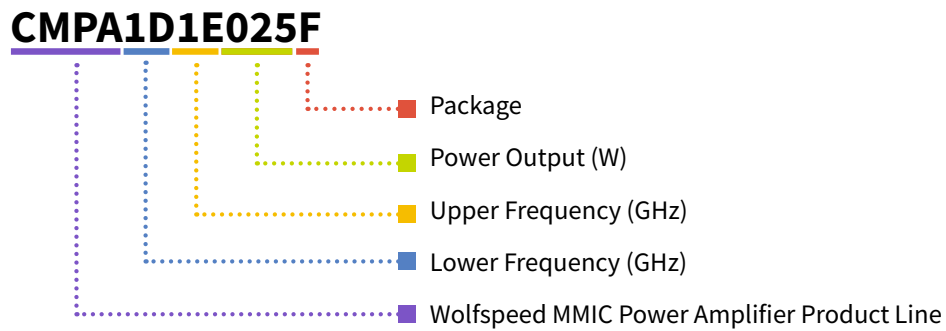 CMPA1D1E025F
Package
Power Output (W)
Upper Frequency (GHz)
Lower Frequency (GHz)
Wolfspeed MMIC Power Amplifier Product Line